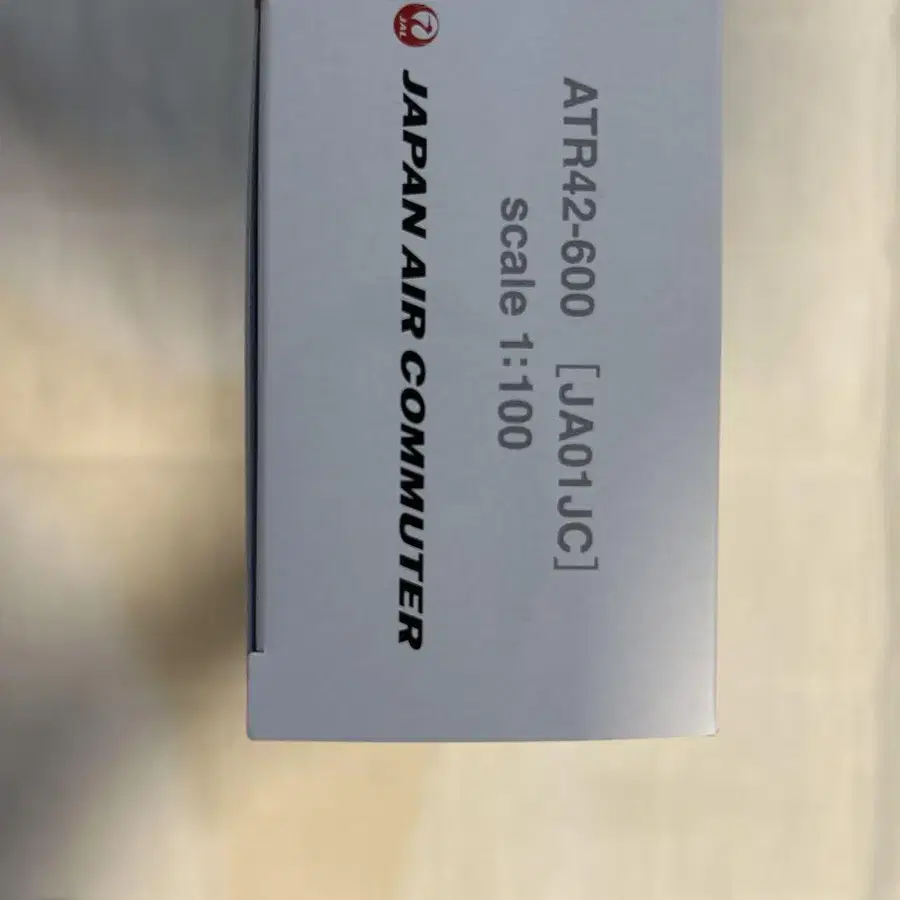 ATR42-600 [JA01JC]
scale 1:100
JAL
JAPAN AIR COMMUTER